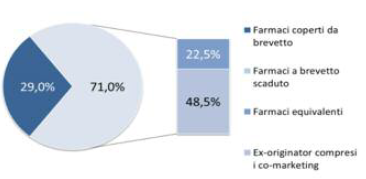 29,0%
71,0%
22,5%
48,5%
Farmaci coperti da
brevetto
Farmaci a brevetto
scaduto
Farmaci equivalenti
Ex-originator compresi
i co-marketing